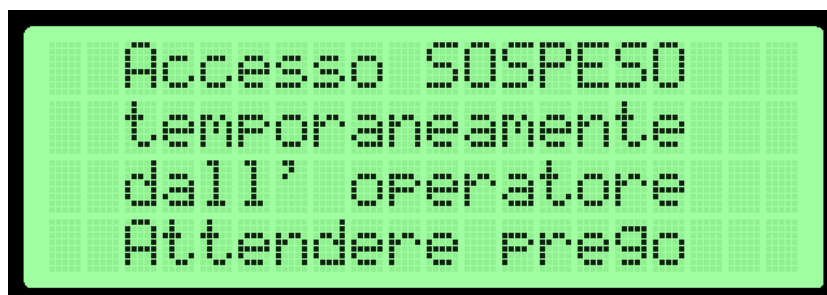 Accesso SOSPESO
temporaneamente
dall' operatore
Attendere prego